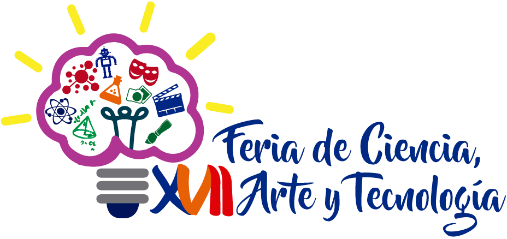 Feria de Ciencia,
XVII Arte y Tecnología